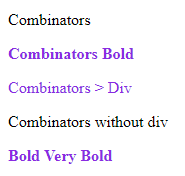 Combinators
Combinators Bold
Combinators > Div
Combinators without div
Bold Very Bold